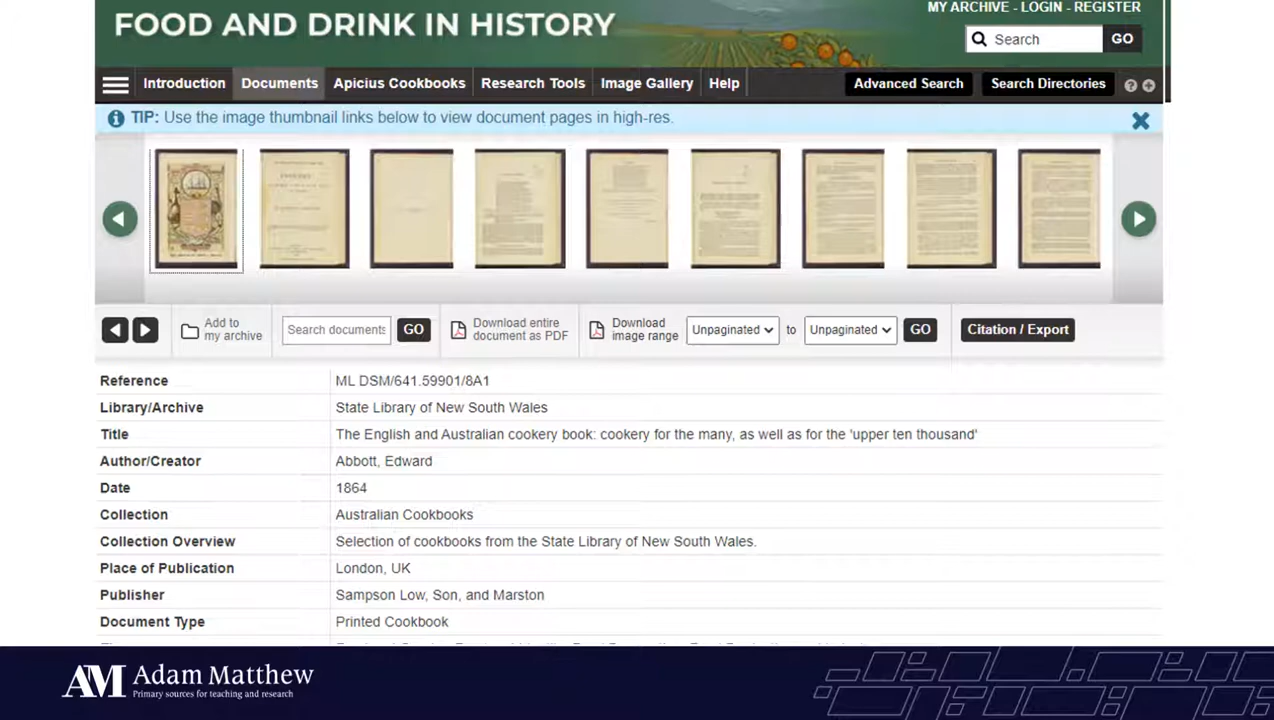 FOOD AND DRINK IN HISTORY
MY ARCHIVE - LOGIN - REGISTER
Search GO
Introduction Documents Apicius Cookbooks Research Tools Image Gallery Help Advanced Search Search Directories
TIP: Use the image thumbnail links below to view document pages in high-res.
Add to my archive
Search documents GO
Download entire document as PDF
Download image range
Unpaginated to Unpaginated GO
Citation / Export
Reference ML DSM/641.59901/8A1
Library/Archive State Library of New South Wales
Title The English and Australian cookery book: cookery for the many, as well as for the 'upper ten thousand'
Author/Creator Abbott, Edward
Date 1864
Collection Australian Cookbooks
Collection Overview Selection of cookbooks from the State Library of New South Wales.
Place of Publication London, UK
Publisher Sampson Low, Son, and Marston
Document Type Printed Cookbook
AM Adam Matthew
Primary sources for teaching and research